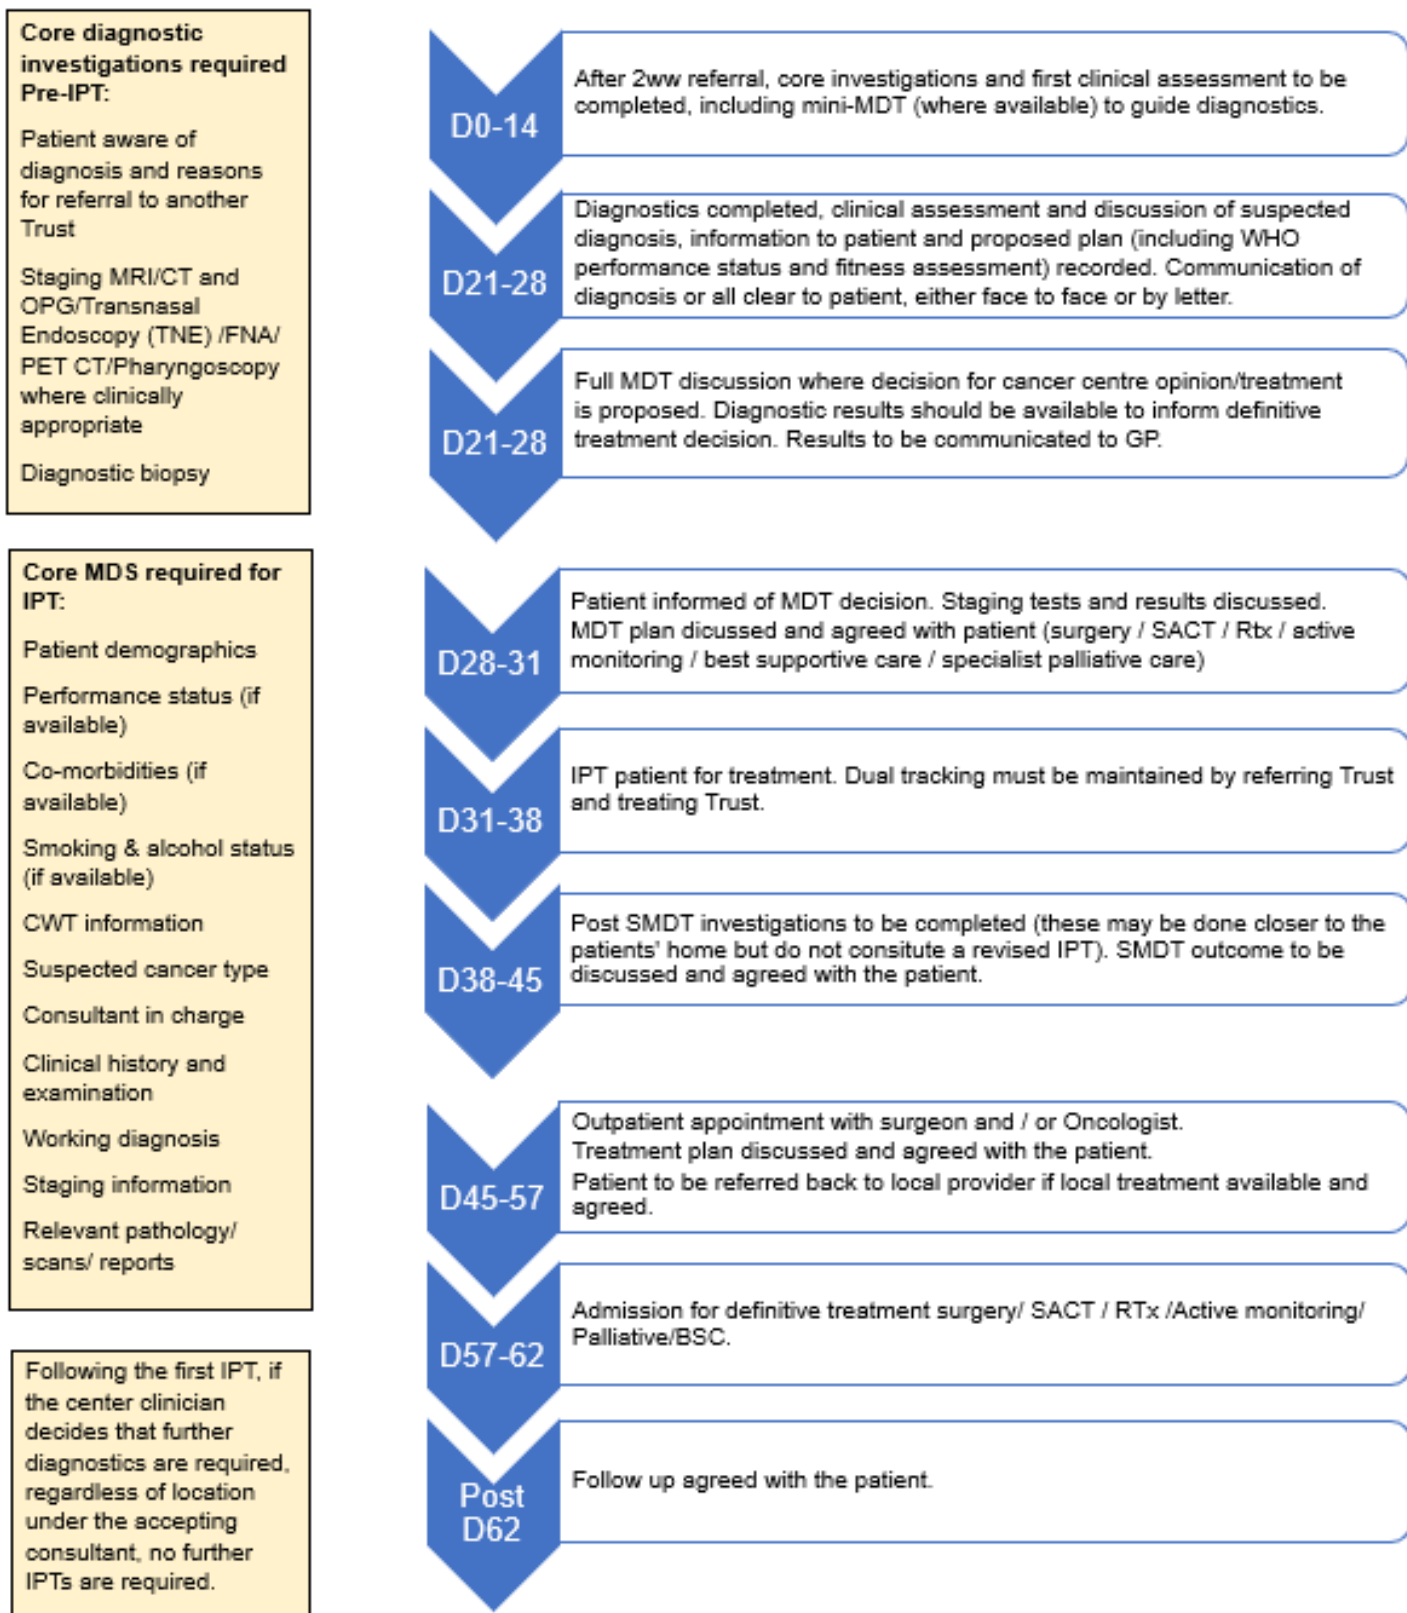 Core diagnostic
investigations required
Pre-IPT:
Patient aware of
diagnosis and reasons
for referral to another
Trust
Staging MRI/CT and
OPG/Transnasal
Endoscopy (TNE) /FNA/
PET CT/Pharyngoscopy
where clinically
appropriate
Diagnostic biopsy
Core MDS required for
IPT:
Patient demographics
Performance status (if
available)
Co-morbidities (if
available)
Smoking & alcohol status
(if available)
CWT information
Suspected cancer type
Consultant in charge
Clinical history and
examination
Working diagnosis
Staging information
Relevant pathology/
scans/ reports
Following the first IPT, if
the center clinician
decides that further
diagnostics are required,
regardless of location
under the accepting
consultant, no further
IPTs are required.
D0-14
After 2ww referral, core investigations and first clinical assessment to be
completed, including mini-MDT (where available) to guide diagnostics.
D21-28
Diagnostics completed, clinical assessment and discussion of suspected
diagnosis, information to patient and proposed plan (including WHO
performance status and fitness assessment) recorded. Communication of
diagnosis or all clear to patient, either face to face or by letter.
D21-28
Full MDT discussion where decision for cancer centre opinion/treatment
is proposed. Diagnostic results should be available to inform definitive
treatment decision. Results to be communicated to GP.
D28-31
Patient informed of MDT decision. Staging tests and results discussed.
MDT plan dicussed and agreed with patient (surgery / SACT / Rtx / active
monitoring / best supportive care / specialist palliative care)
D31-38
IPT patient for treatment. Dual tracking must be maintained by referring Trust
and treating Trust.
D38-45
Post SMDT investigations to be completed (these may be done closer to the
patients' home but do not consitute a revised IPT). SMDT outcome to be
discussed and agreed with the patient.
D45-57
Outpatient appointment with surgeon and / or Oncologist.
Treatment plan discussed and agreed with the patient.
Patient to be referred back to local provider if local treatment available and
agreed.
D57-62
Admission for definitive treatment surgery/ SACT / RTx /Active monitoring/
Palliative/BSC.
Post
D62
Follow up agreed with the patient.